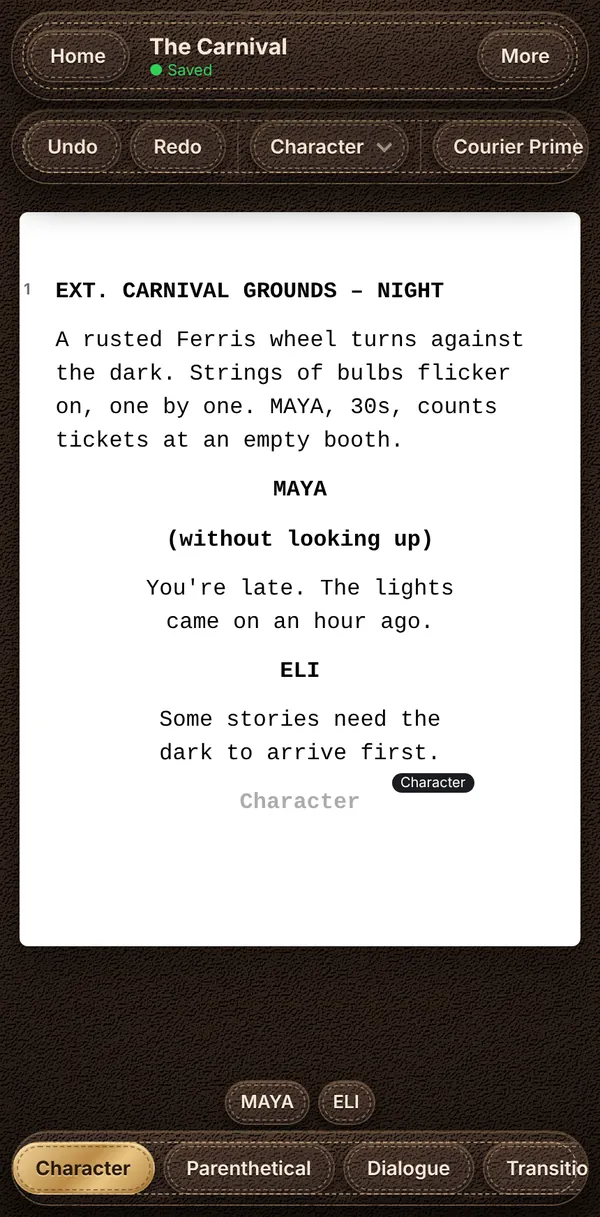 Home
The Carnival
Saved
More
Undo
Redo
Character
Courier Prime
1
EXT. CARNIVAL GROUNDS – NIGHT
A rusted Ferris wheel turns against
the dark. Strings of bulbs flicker
on, one by one. MAYA, 30s, counts
tickets at an empty booth.
MAYA
(without looking up)
You're late. The lights
came on an hour ago.
ELI
Some stories need the
dark to arrive first.
Character
Character
MAYA
ELI
Character
Parenthetical
Dialogue
Transitio